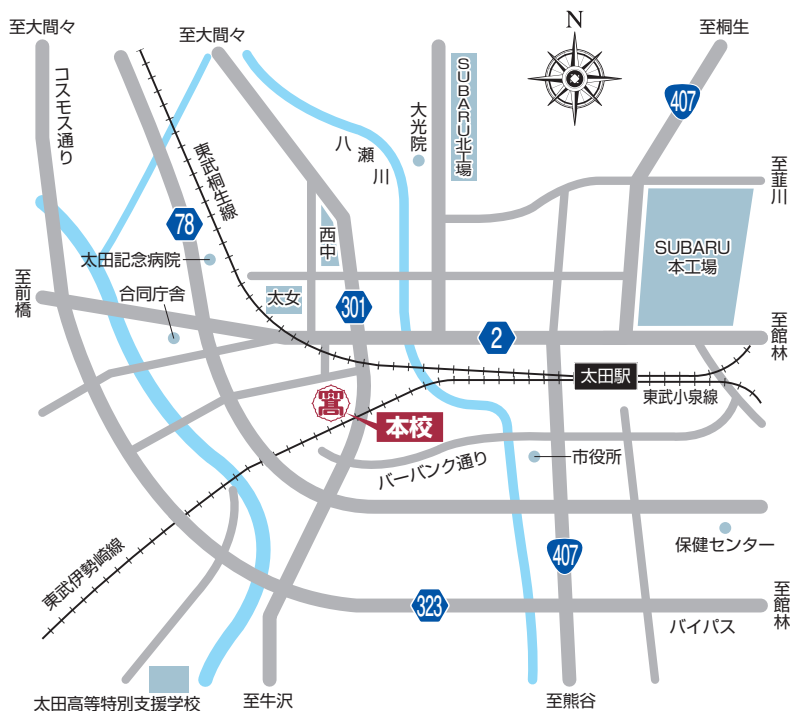 至大間々
至大間々
N
至桐生
コスモス通り
SUBARU北工場
407
大光院
八瀬川
東武桐生線
至韮川
78
西中
太田記念病院
SUBARU
本工場
至前橋
合同庁舎
太女
301
2
至館林
太田駅
東武小泉線
髙
本校
バーバンク通り
市役所
保健センター
407
東武伊勢崎線
323
至館林
バイパス
太田高等特別支援学校
至牛沢
至熊谷